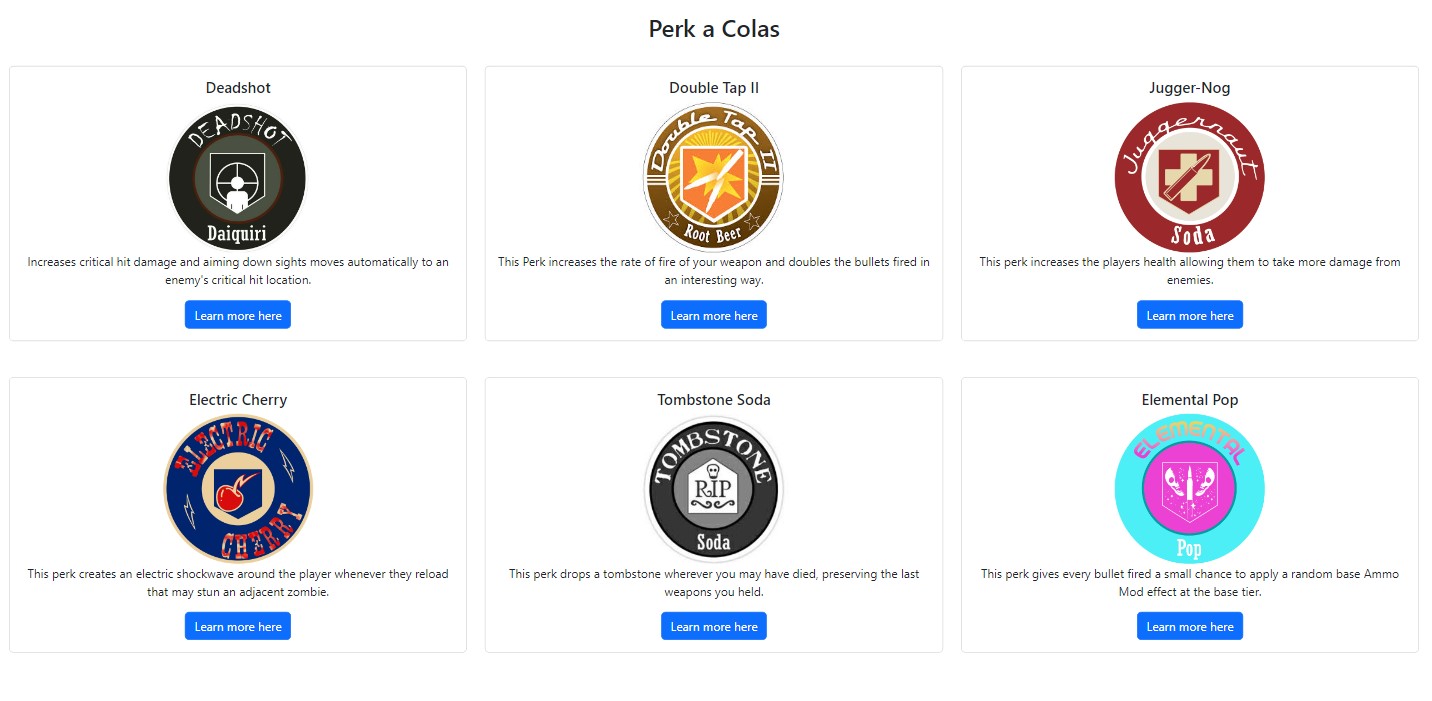 Perk a Colas
Deadshot
DEADSHOT
Daiquiri
Increases critical hit damage and aiming down sights moves automatically to an
enemy's critical hit location.
Learn more here
Double Tap II
Double Tap II
Root Beer
This Perk increases the rate of fire of your weapon and doubles the bullets fired in
an interesting way.
Learn more here
Jugger-Nog
Juggernaut
Soda
This perk increases the players health allowing them to take more damage from
enemies.
Learn more here
Electric Cherry
ELECTRIC
CHERRY
This perk creates an electric shockwave around the player whenever they reload
that may stun an adjacent zombie.
Learn more here
Tombstone Soda
TOMBSTONE
RIP
Soda
This perk drops a tombstone wherever you may have died, preserving the last
weapons you held.
Learn more here
Elemental Pop
ELEMENTAL
Pop
This perk gives every bullet fired a small chance to apply a random base Ammo
Mod effect at the base tier.
Learn more here